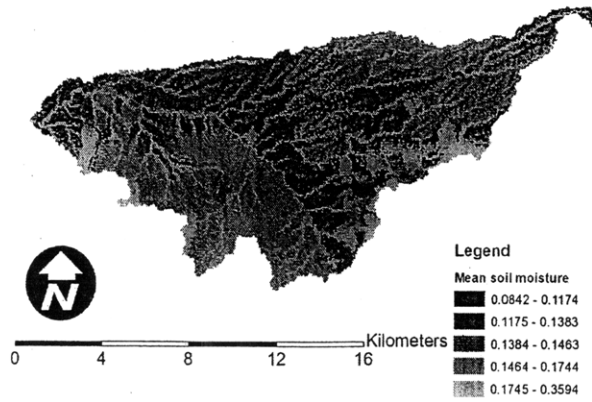 Legend
Mean soil moisture
0.0842 - 0.1174
0.1175 - 0.1383
0.1384 - 0.1463
0.1464 - 0.1744
0.1745 - 0.3594
N
Kilometers
0 4 8 12 16